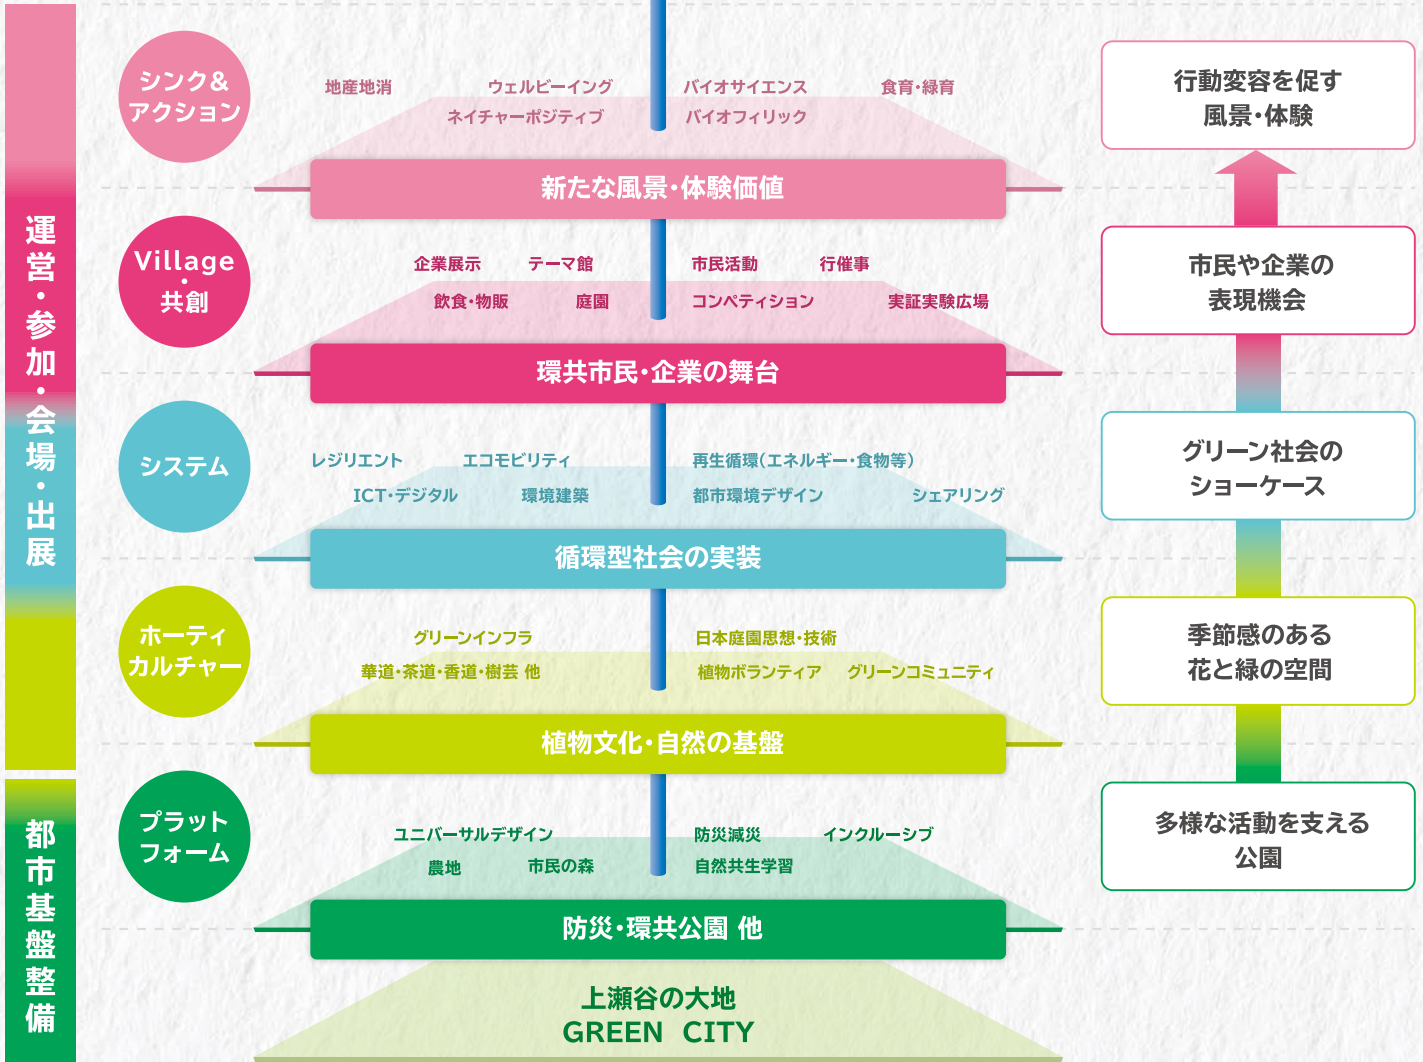 運営・参加・会場・出展
都市基盤整備
シンク&
アクション
地産地消
ウェルビーイング
バイオサイエンス
食育・緑育
ネイチャーポジティブ
バイオフィリック
新たな風景・体験価値
行動変容を促す
風景・体験
Village
・
共創
企業展示
テーマ館
市民活動
行催事
飲食・物販
庭園
コンペティション
実証実験広場
環共市民・企業の舞台
市民や企業の
表現機会
システム
レジリエント
エコモビリティ
再生循環(エネルギー・食物等)
ICT・デジタル
環境建築
都市環境デザイン
シェアリング
循環型社会の実装
グリーン社会の
ショーケース
ホーティ
カルチャー
グリーンインフラ
日本庭園思想・技術
華道・茶道・香道・樹芸 他
植物ボランティア
グリーンコミュニティ
植物文化・自然の基盤
季節感のある
花と緑の空間
プラット
フォーム
ユニバーサルデザイン
防災減災
インクルーシブ
農地
市民の森
自然共生学習
防災・環共公園 他
多様な活動を支える
公園
上瀬谷の大地
GREEN CITY